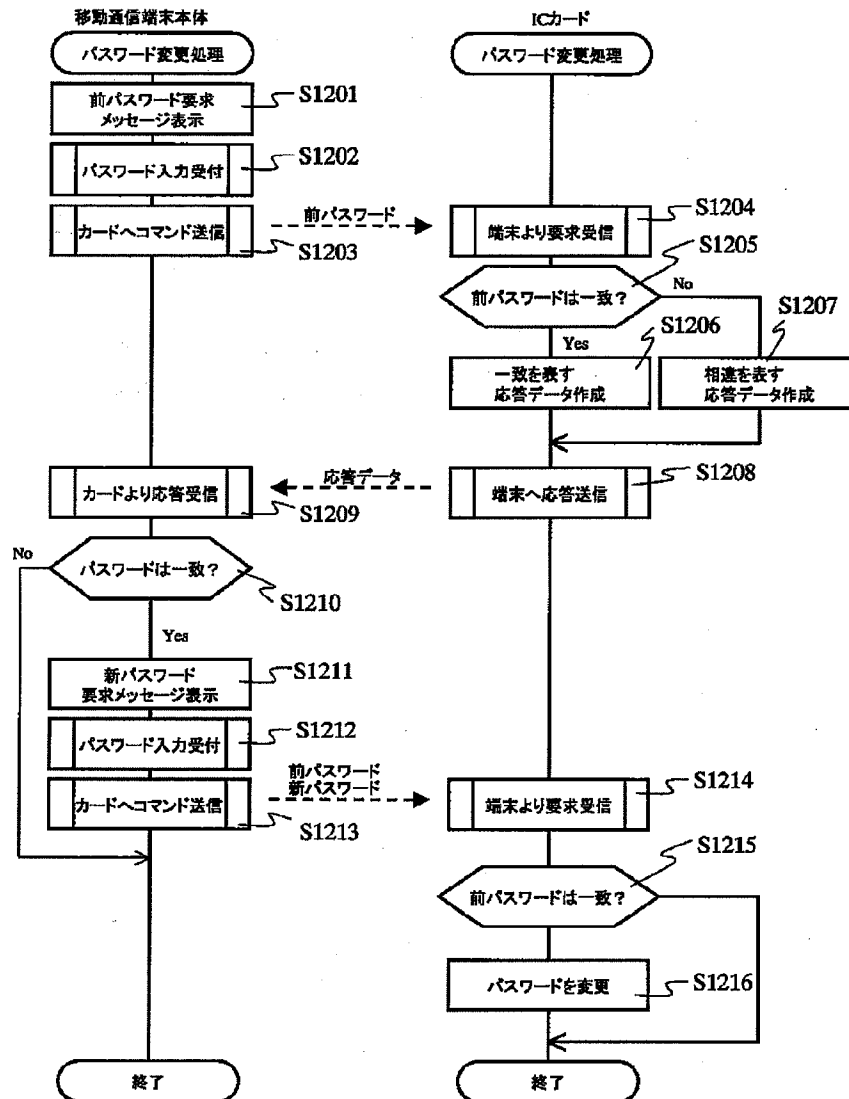 移動通信端末本体
ICカード
パスワード変更処理
パスワード変更処理
前パスワード要求
メッセージ表示
S1201
パスワード入力受付
S1202
カードへコマンド送信
S1203
前パスワード
端末より要求受信
S1204
前パスワードは一致?
S1205
No
Yes
一致を表す
応答データ作成
S1206
相違を表す
応答データ作成
S1207
端末へ応答送信
S1208
応答データ
カードより応答受信
S1209
パスワードは一致?
S1210
No
Yes
新パスワード
要求メッセージ表示
S1211
パスワード入力受付
S1212
カードへコマンド送信
S1213
前パスワード
新パスワード
端末より要求受信
S1214
前パスワードは一致?
S1215
パスワードを変更
S1216
終了
終了